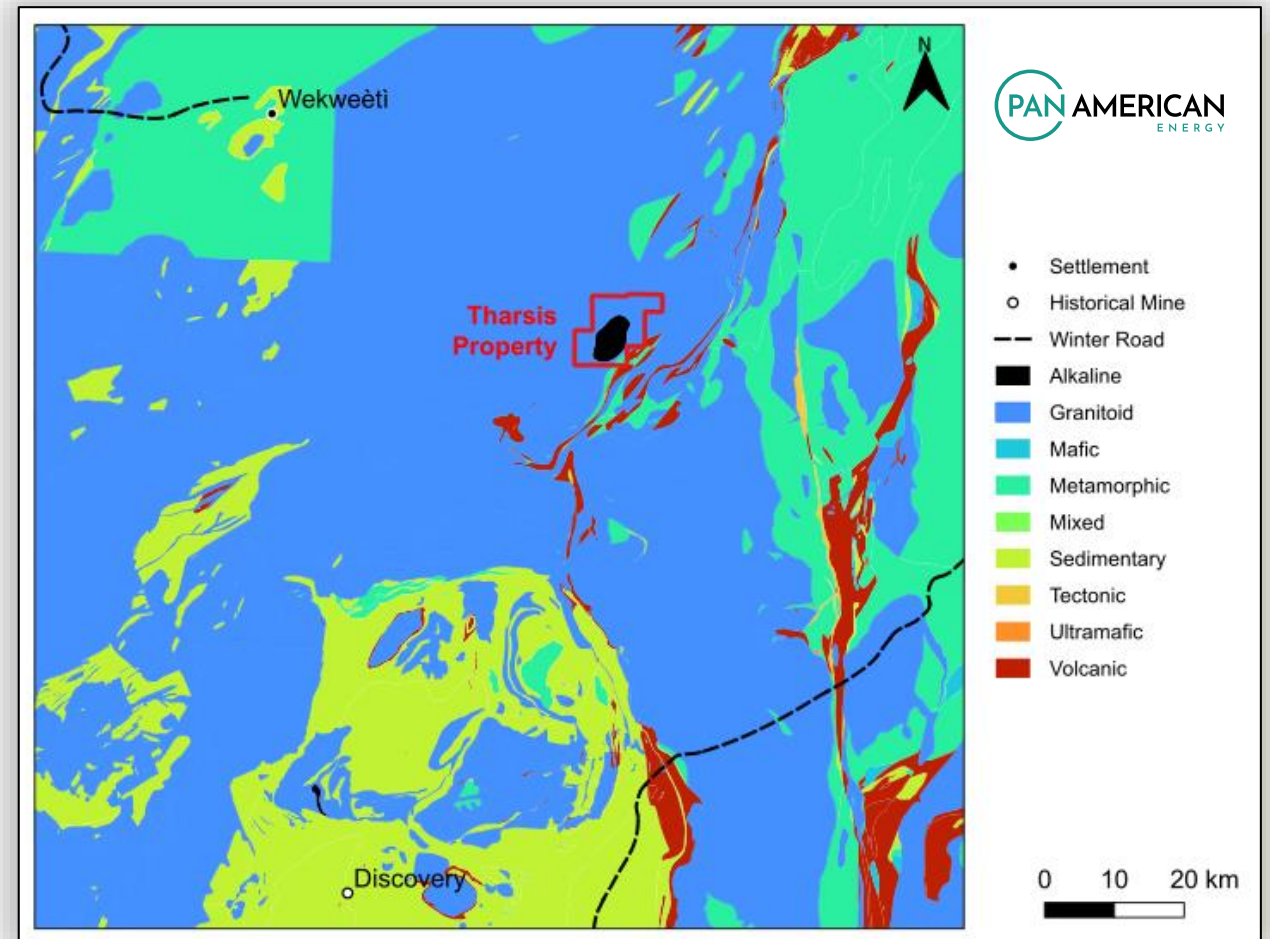 Wekweètì
N
PAN AMERICAN
ENERGY
Tharsis
Property
Discovery
Settlement
Historical Mine
Winter Road
Alkaline
Granitoid
Mafic
Metamorphic
Mixed
Sedimentary
Tectonic
Ultramafic
Volcanic
0 10 20 km